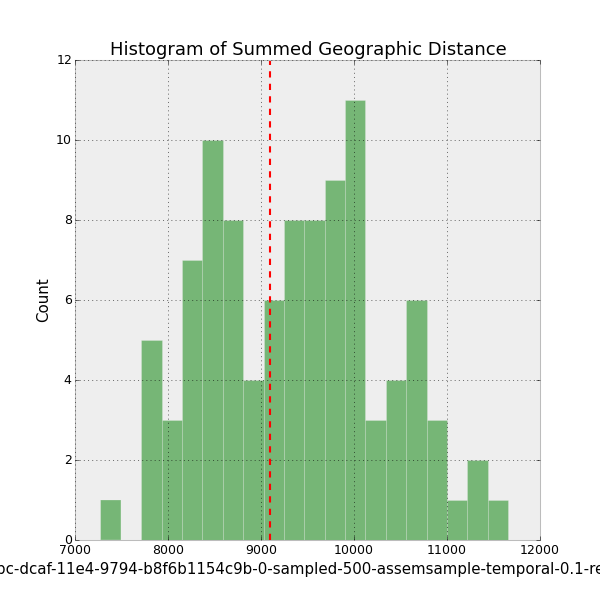 Histogram of Summed Geographic Distance
12
10
8
6
4
2
0
Count
7000 8000 9000 10000 11000 12000
-dcaf-11e4-9794-b8f6b1154c9b-0-sampled-500-assemsample-temporal-0.1-re